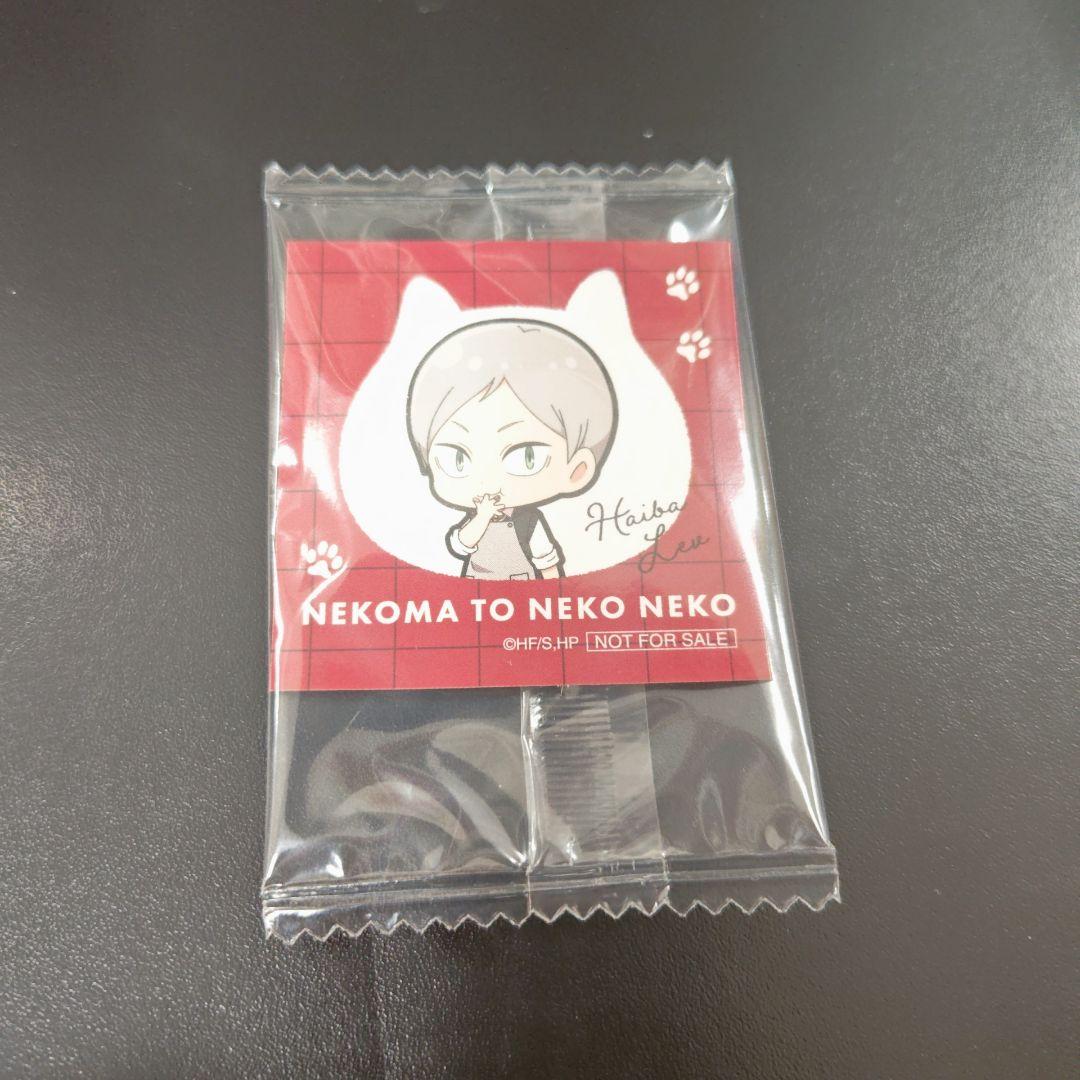 Haiba
Lev
NEKOMA TO NEKO NEKO
©HF/S,HP NOT FOR SALE